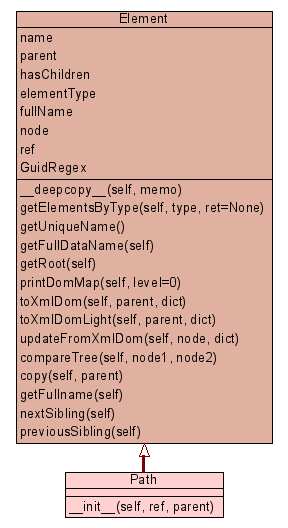 Element
name
parent
hasChildren
elementType
fullName
node
ref
GuidRegex
__deepcopy__(self, memo)
getElementsByType(self, type, ret=None)
getUniqueName()
getFullDataName(self)
getRoot(self)
printDomMap(self, level=0)
toXmlDom(self, parent, dict)
toXmlDomLight(self, parent, dict)
updateFromXmlDom(self, node, dict)
compareTree(self, node1, node2)
copy(self, parent)
getFullname(self)
nextSibling(self)
previousSibling(self)
Path
__init__(self, ref, parent)